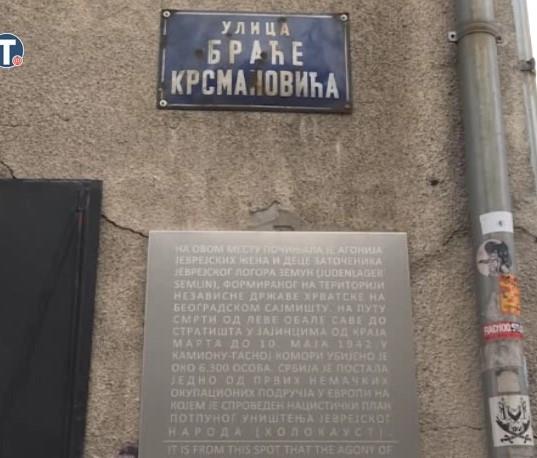 УЛИЦА
БРАЋЕ
КРСМАНОВИЋА
НА ОВОМ МЕСТУ ПОЧИЊАЛА ЈЕ АГОНИЈА
ЈЕВРЕЈСКИХ ЖЕНА И ДЕЦЕ ЗАТОЧЕНИКА
ЈЕВРЕЈСКОГ ЛОГОРА ЗЕМУН (JUDENLAGER
SEMLIN), ФОРМИРАНОГ НА ТЕРИТОРИЈИ
НЕЗАВИСНЕ ДРЖАВЕ ХРВАТСКЕ НА
БЕОГРАДСКОМ САЈМИШТУ. НА ПУТУ
СМРТИ ОД ЛЕВЕ ОБАЛЕ САВЕ ДО
СТРАТИШТА У ЈАЈИНЦИМА ОД КРАЈА
МАРТА ДО 10. МАЈА 1942. У
КАМИОНУ-ГАСНОЈ КОМОРИ УБИЈЕНО ЈЕ
ОКО 6.300 ОСОБА. СРБИЈА ЈЕ ПОСТАЛА
ЈЕДНО ОД ПРВИХ НЕМАЧКИХ
ОКУПАЦИОНИХ ПОДРУЧЈА У ЕВРОПИ НА
КОЈЕМ ЈЕ СПРОВЕДЕН НАЦИСТИЧКИ ПЛАН
ПОТПУНОГ УНИШТЕЊА ЈЕВРЕЈСКОГ
НАРОДА (ХОЛОКАУСТ).
IT IS FROM THIS SPOT THAT THE AGONY OF